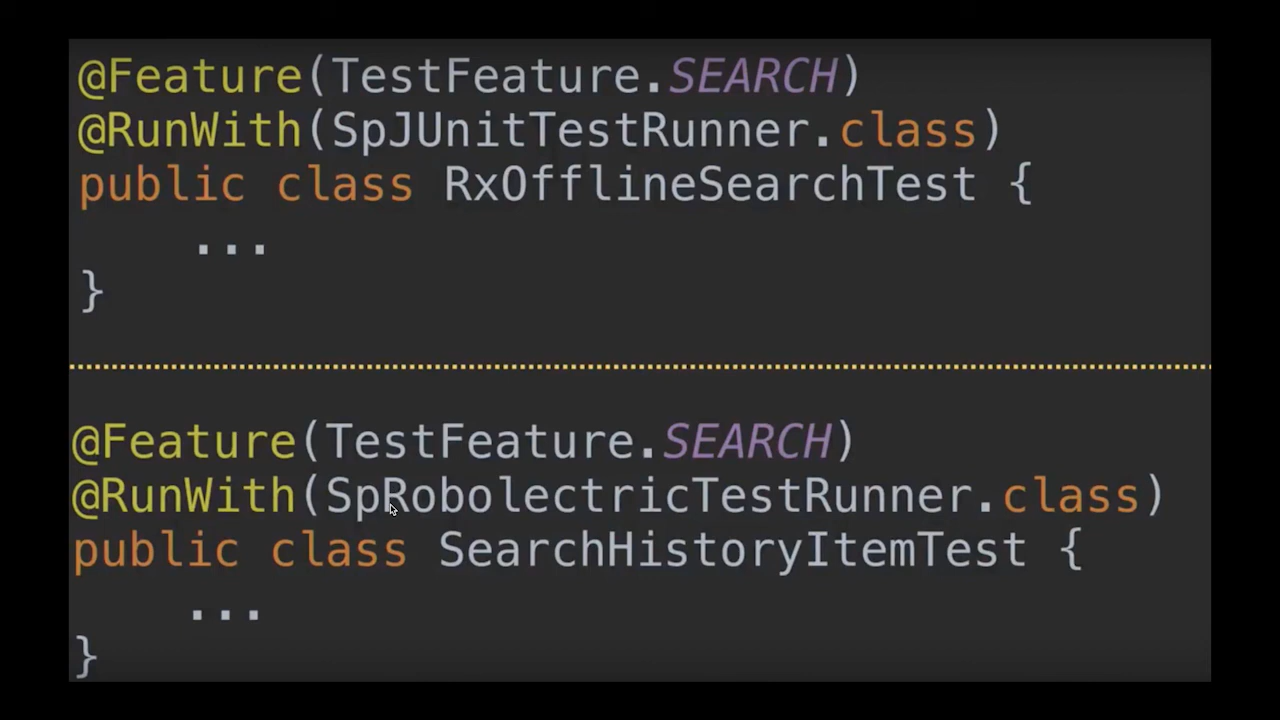 @Feature(TestFeature.SEARCH)
@RunWith(SpJUnitTestRunner.class)
public class RxOfflineSearchTest {
...
}
@Feature(TestFeature.SEARCH)
@RunWith(SpRobolectricTestRunner.class)
public class SearchHistoryItemTest {
...
}